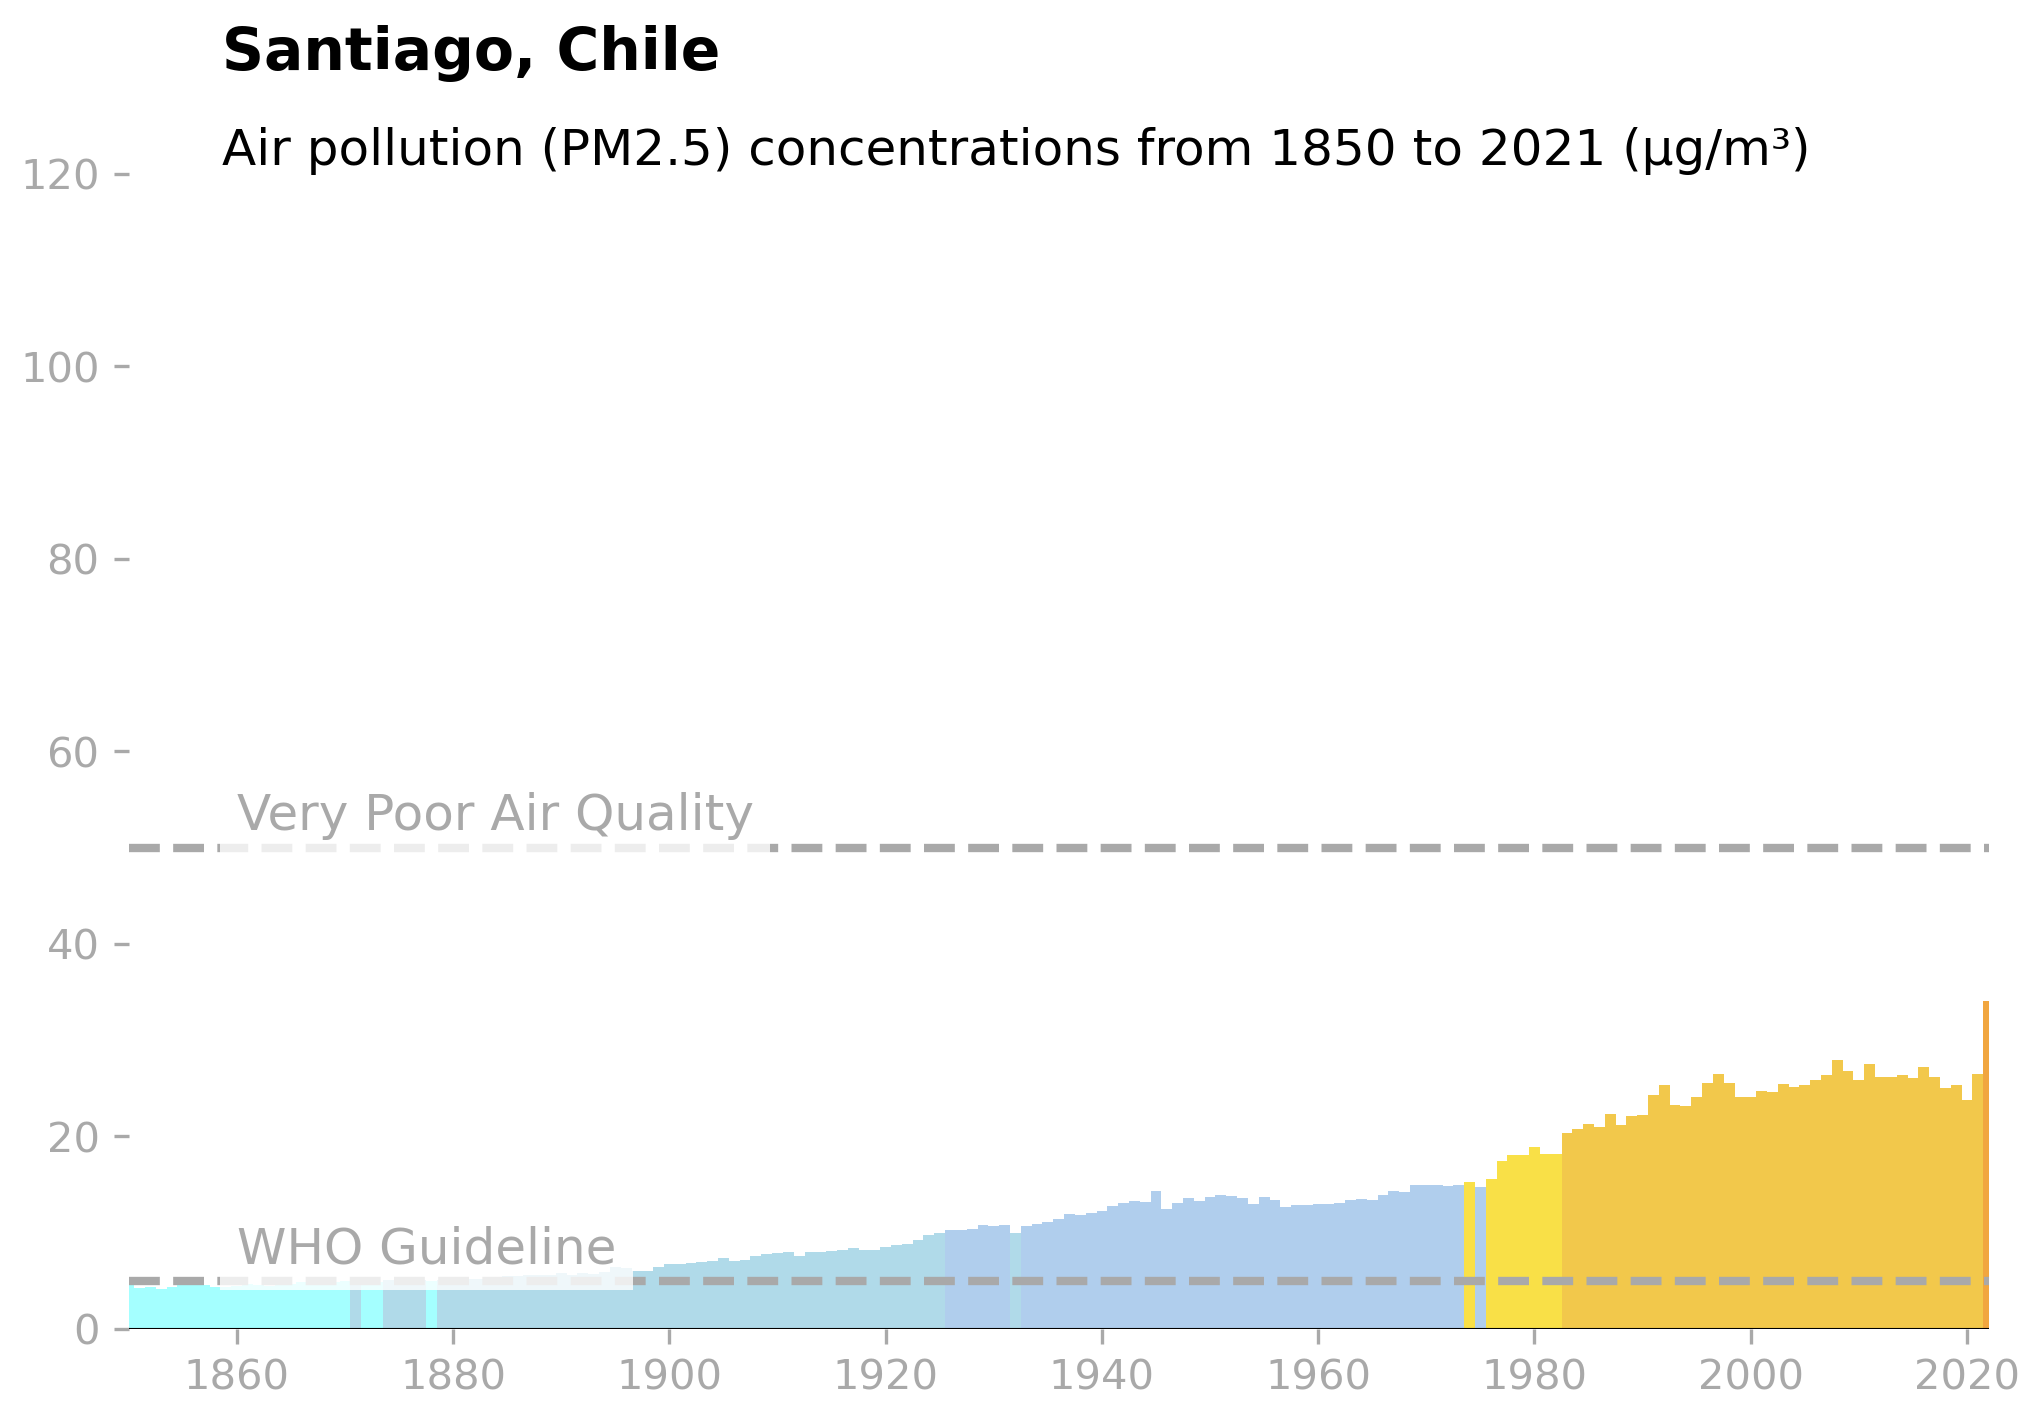 Santiago, Chile
Air pollution (PM2.5) concentrations from 1850 to 2021 (µg/m³)
120
100
80
60
Very Poor Air Quality
40
20
WHO Guideline
0
1860 1880 1900 1920 1940 1960 1980 2000 2020